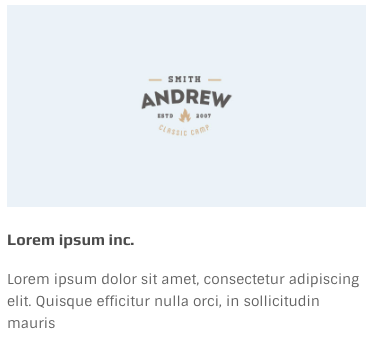 SMITH
ANDREW
ESTD 2007
CLASSIC CAMP
Lorem ipsum inc.
Lorem ipsum dolor sit amet, consectetur adipiscing
elit. Quisque efficitur nulla orci, in sollicitudin
mauris